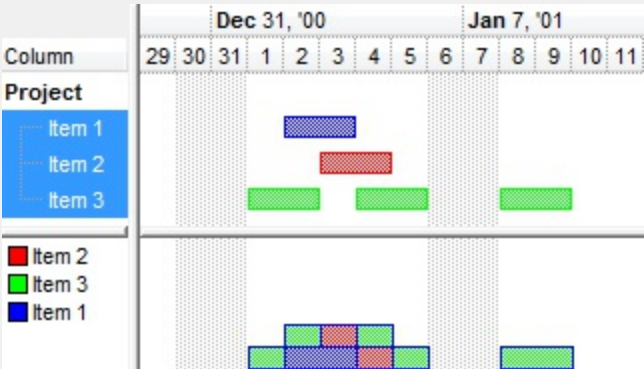 Dec 31, '00 Jan 7, '01
Column 29 30 31 1 2 3 4 5 6 7 8 9 10 11
Project
Item 1
Item 2
Item 3
Item 2
Item 3
Item 1